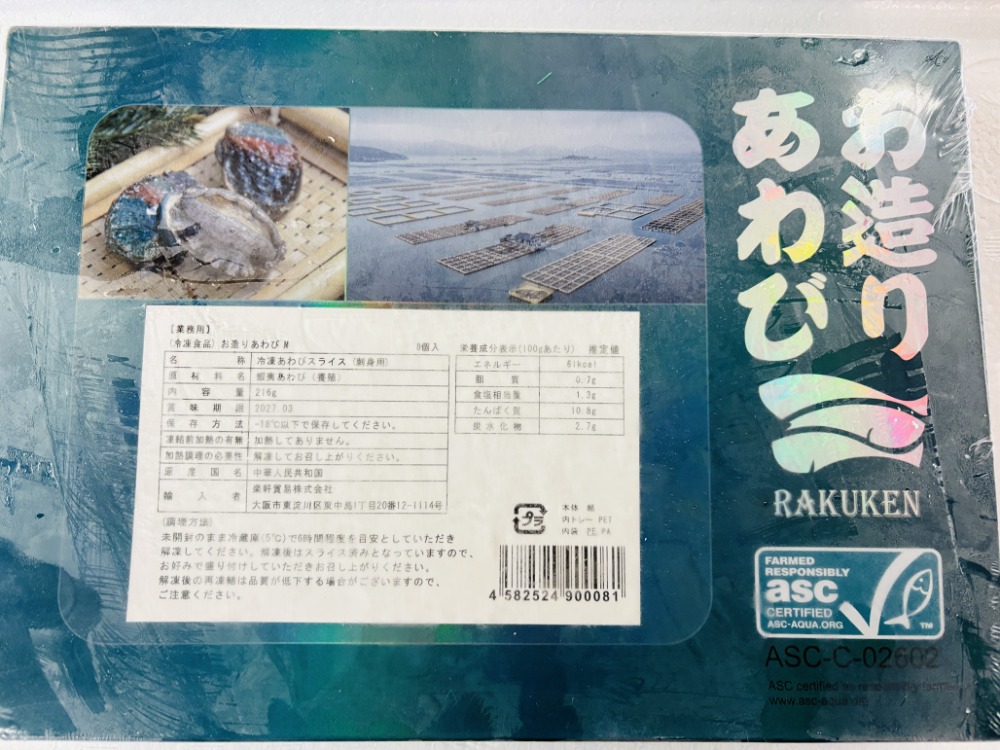 お造り
あわび
RAKUKEN
FARMED
RESPONSIBLY
asc
CERTIFIED
ASC-AQUA.ORG
TM
ASC-C-02602
ASC certified as responsibly farmed
www.asc-aqua.org
【業務用】
(冷凍食品) お造りあわび M 8個入
名 称 冷凍あわびスライス (刺身用)
原 材 料 名 蝦夷あわび (養殖)
内 容 量 216g
賞 味 期 限 2027.03
保 存 方 法 -18℃以下で保存してください。
凍結前加熱の有無 加熱してありません。
加熱調理の必要性 解凍してお召し上がりください。
原 産 国 名 中華人民共和国
輸 入 者 楽軒貿易株式会社
大阪市東淀川区東中島1丁目20番12-1114号
(調理方法)
未開封のまま冷蔵庫(5℃)で6時間程度を目安としていただき
解凍してください。解凍後はスライス済みとなっていますので、
お好みで盛り付けしていただきお召し上がりください。
解凍後の再凍結は品質が低下する場合がございますので、
ご注意ください。
栄養成分表示(100gあたり) 推定値
エネルギー 61kcal
脂 質 0.7g
食塩相当量 1.3g
たんぱく質 10.8g
炭水化物 2.7g
プラ
本体 紙
内トレー PET
内袋 PE.PA
4 582524 900081